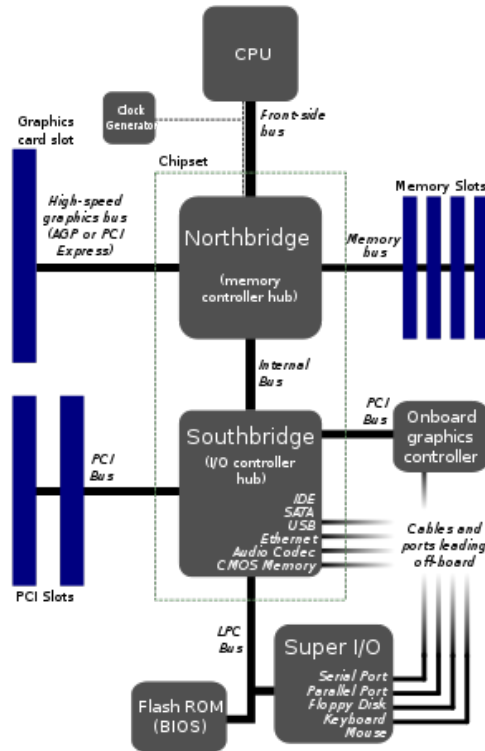 CPU
Clock
Generator
Front-side
bus
Graphics
card slot
Chipset
High-speed
graphics bus
(AGP or PCI
Express)
Northbridge
(memory
controller hub)
Memory
bus
Memory Slots
Internal
Bus
Southbridge
(I/O controller
hub)
PCI
Bus
Onboard
graphics
controller
PCI
Bus
PCI Slots
IDE
SATA
USB
Ethernet
Audio Codec
CMOS Memory
Cables and
ports leading
off-board
LPC
Bus
Super I/O
Serial Port
Parallel Port
Floppy Disk
Keyboard
Mouse
Flash ROM
(BIOS)